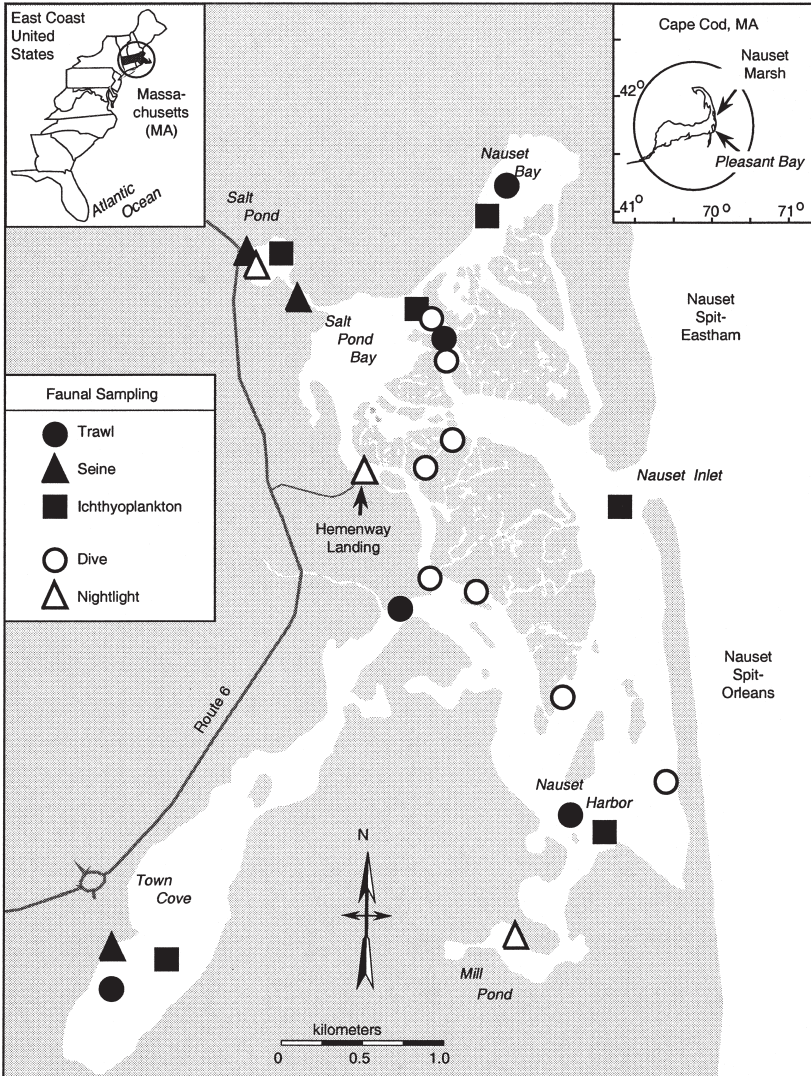 East Coast
United
States
Massa-
chusetts
(MA)
Atlantic
Ocean
Cape Cod, MA
Nauset
Marsh
Pleasant Bay
42°
41°
70°
71°
Nauset
Bay
Salt
Pond
Salt
Pond
Bay
Nauset
Spit-
Eastham
Faunal Sampling
Trawl
Seine
Ichthyoplankton
Dive
Nightlight
Hemenway
Landing
Nauset Inlet
Nauset
Spit-
Orleans
Route 6
Nauset
Harbor
N
Town
Cove
Mill
Pond
kilometers
0 0.5 1.0